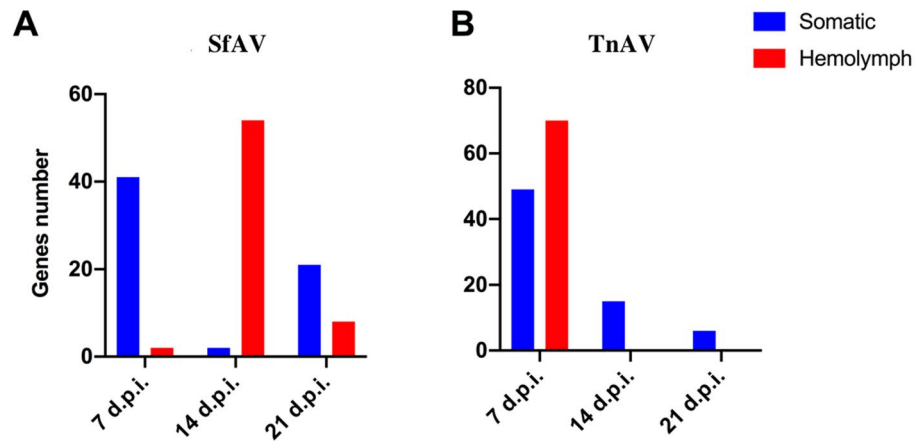 A
SfAV
B
TnAV
Somatic
Hemolymph
Genes number
60
40
20
0
7 d.p.i.
14 d.p.i.
21 d.p.i.
80
60
40
20
0
7 d.p.i.
14 d.p.i.
21 d.p.i.